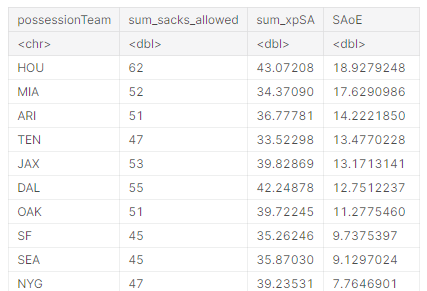 possessionTeam sum_sacks_allowed sum_xpSA SAoE
<chr> <dbl> <dbl> <dbl>
HOU 62 43.07208 18.9279248
MIA 52 34.37090 17.6290986
ARI 51 36.77781 14.2221850
TEN 47 33.52298 13.4770228
JAX 53 39.82869 13.1713141
DAL 55 42.24878 12.7512237
OAK 51 39.72245 11.2775460
SF 45 35.26246 9.7375397
SEA 45 35.87030 9.1297024
NYG 47 39.23531 7.7646901